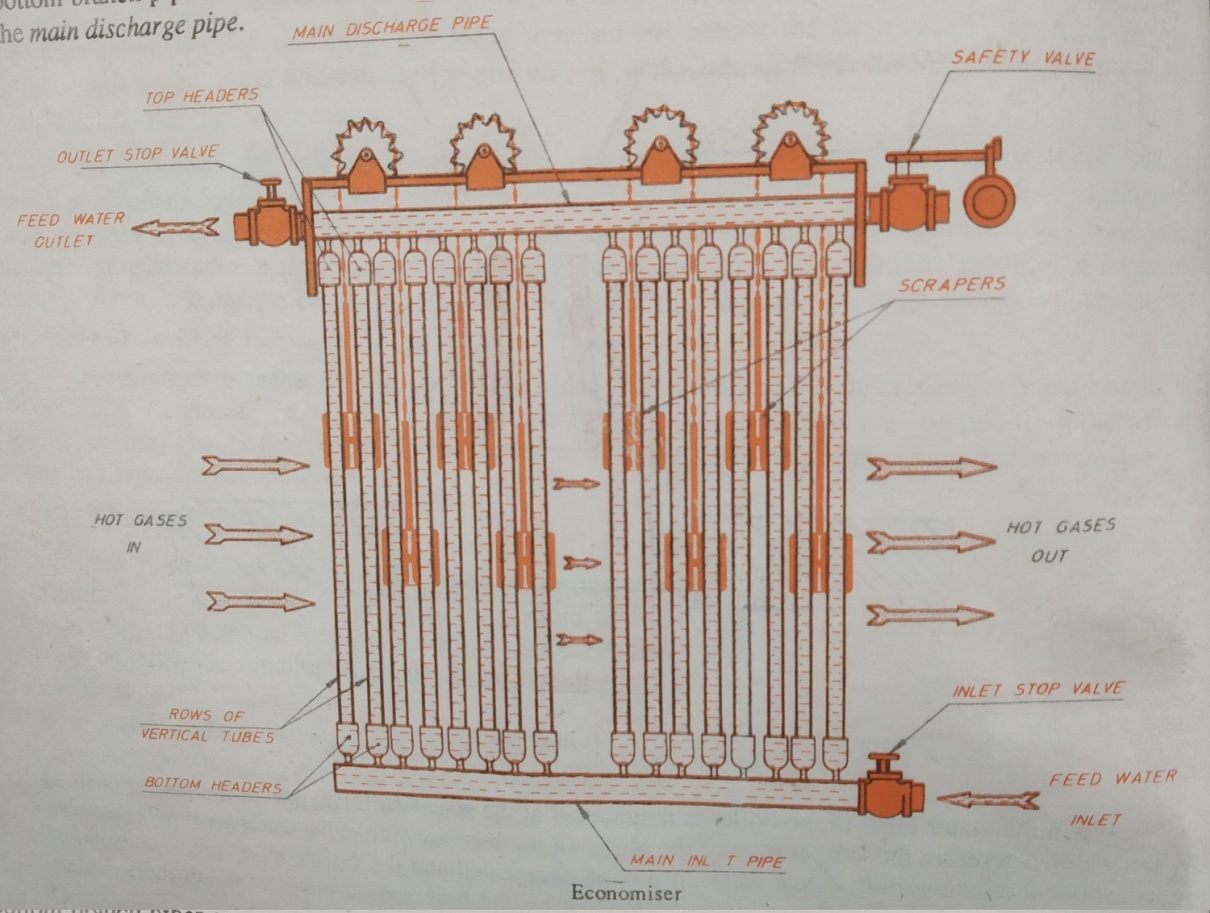 the main discharge pipe.
MAIN DISCHARGE PIPE
SAFETY VALVE
TOP HEADERS
OUTLET STOP VALVE
FEED WATER
OUTLET
SCRAPERS
HOT GASES
IN
HOT GASES
OUT
ROWS OF
VERTICAL TUBES
INLET STOP VALVE
BOTTOM HEADERS
FEED WATER
INLET
MAIN INL T PIPE
Economiser